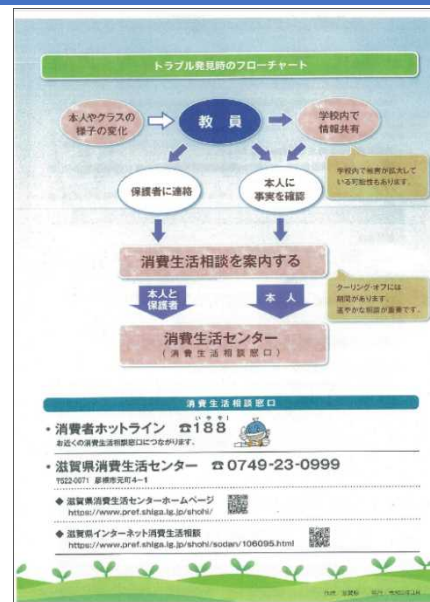 トラブル発見時のフローチャート
本人やクラスの
様子の変化
教員
学校内で
情報共有
学校内で被害が拡大して
いる可能性もあります。
保護者に連絡
本人に
事実を確認
消費生活相談を案内する
本人と
保護者
本人
クーリング・オフには
期間があります。
速やかな相談が重要です。
消費生活センター
(消費生活相談窓口)
消費生活相談窓口
・消費者ホットライン ☎188
いやや!
お近くの消費生活相談窓口につながります。
・滋賀県消費生活センター ☎0749-23-0999
〒522-0071 彦根市元町4-1
◆ 滋賀県消費生活センターホームページ
https://www.pref.shiga.lg.jp/shohi/
◆ 滋賀県インターネット消費生活相談
https://www.pref.shiga.lg.jp/shohi/sodan/106095.html